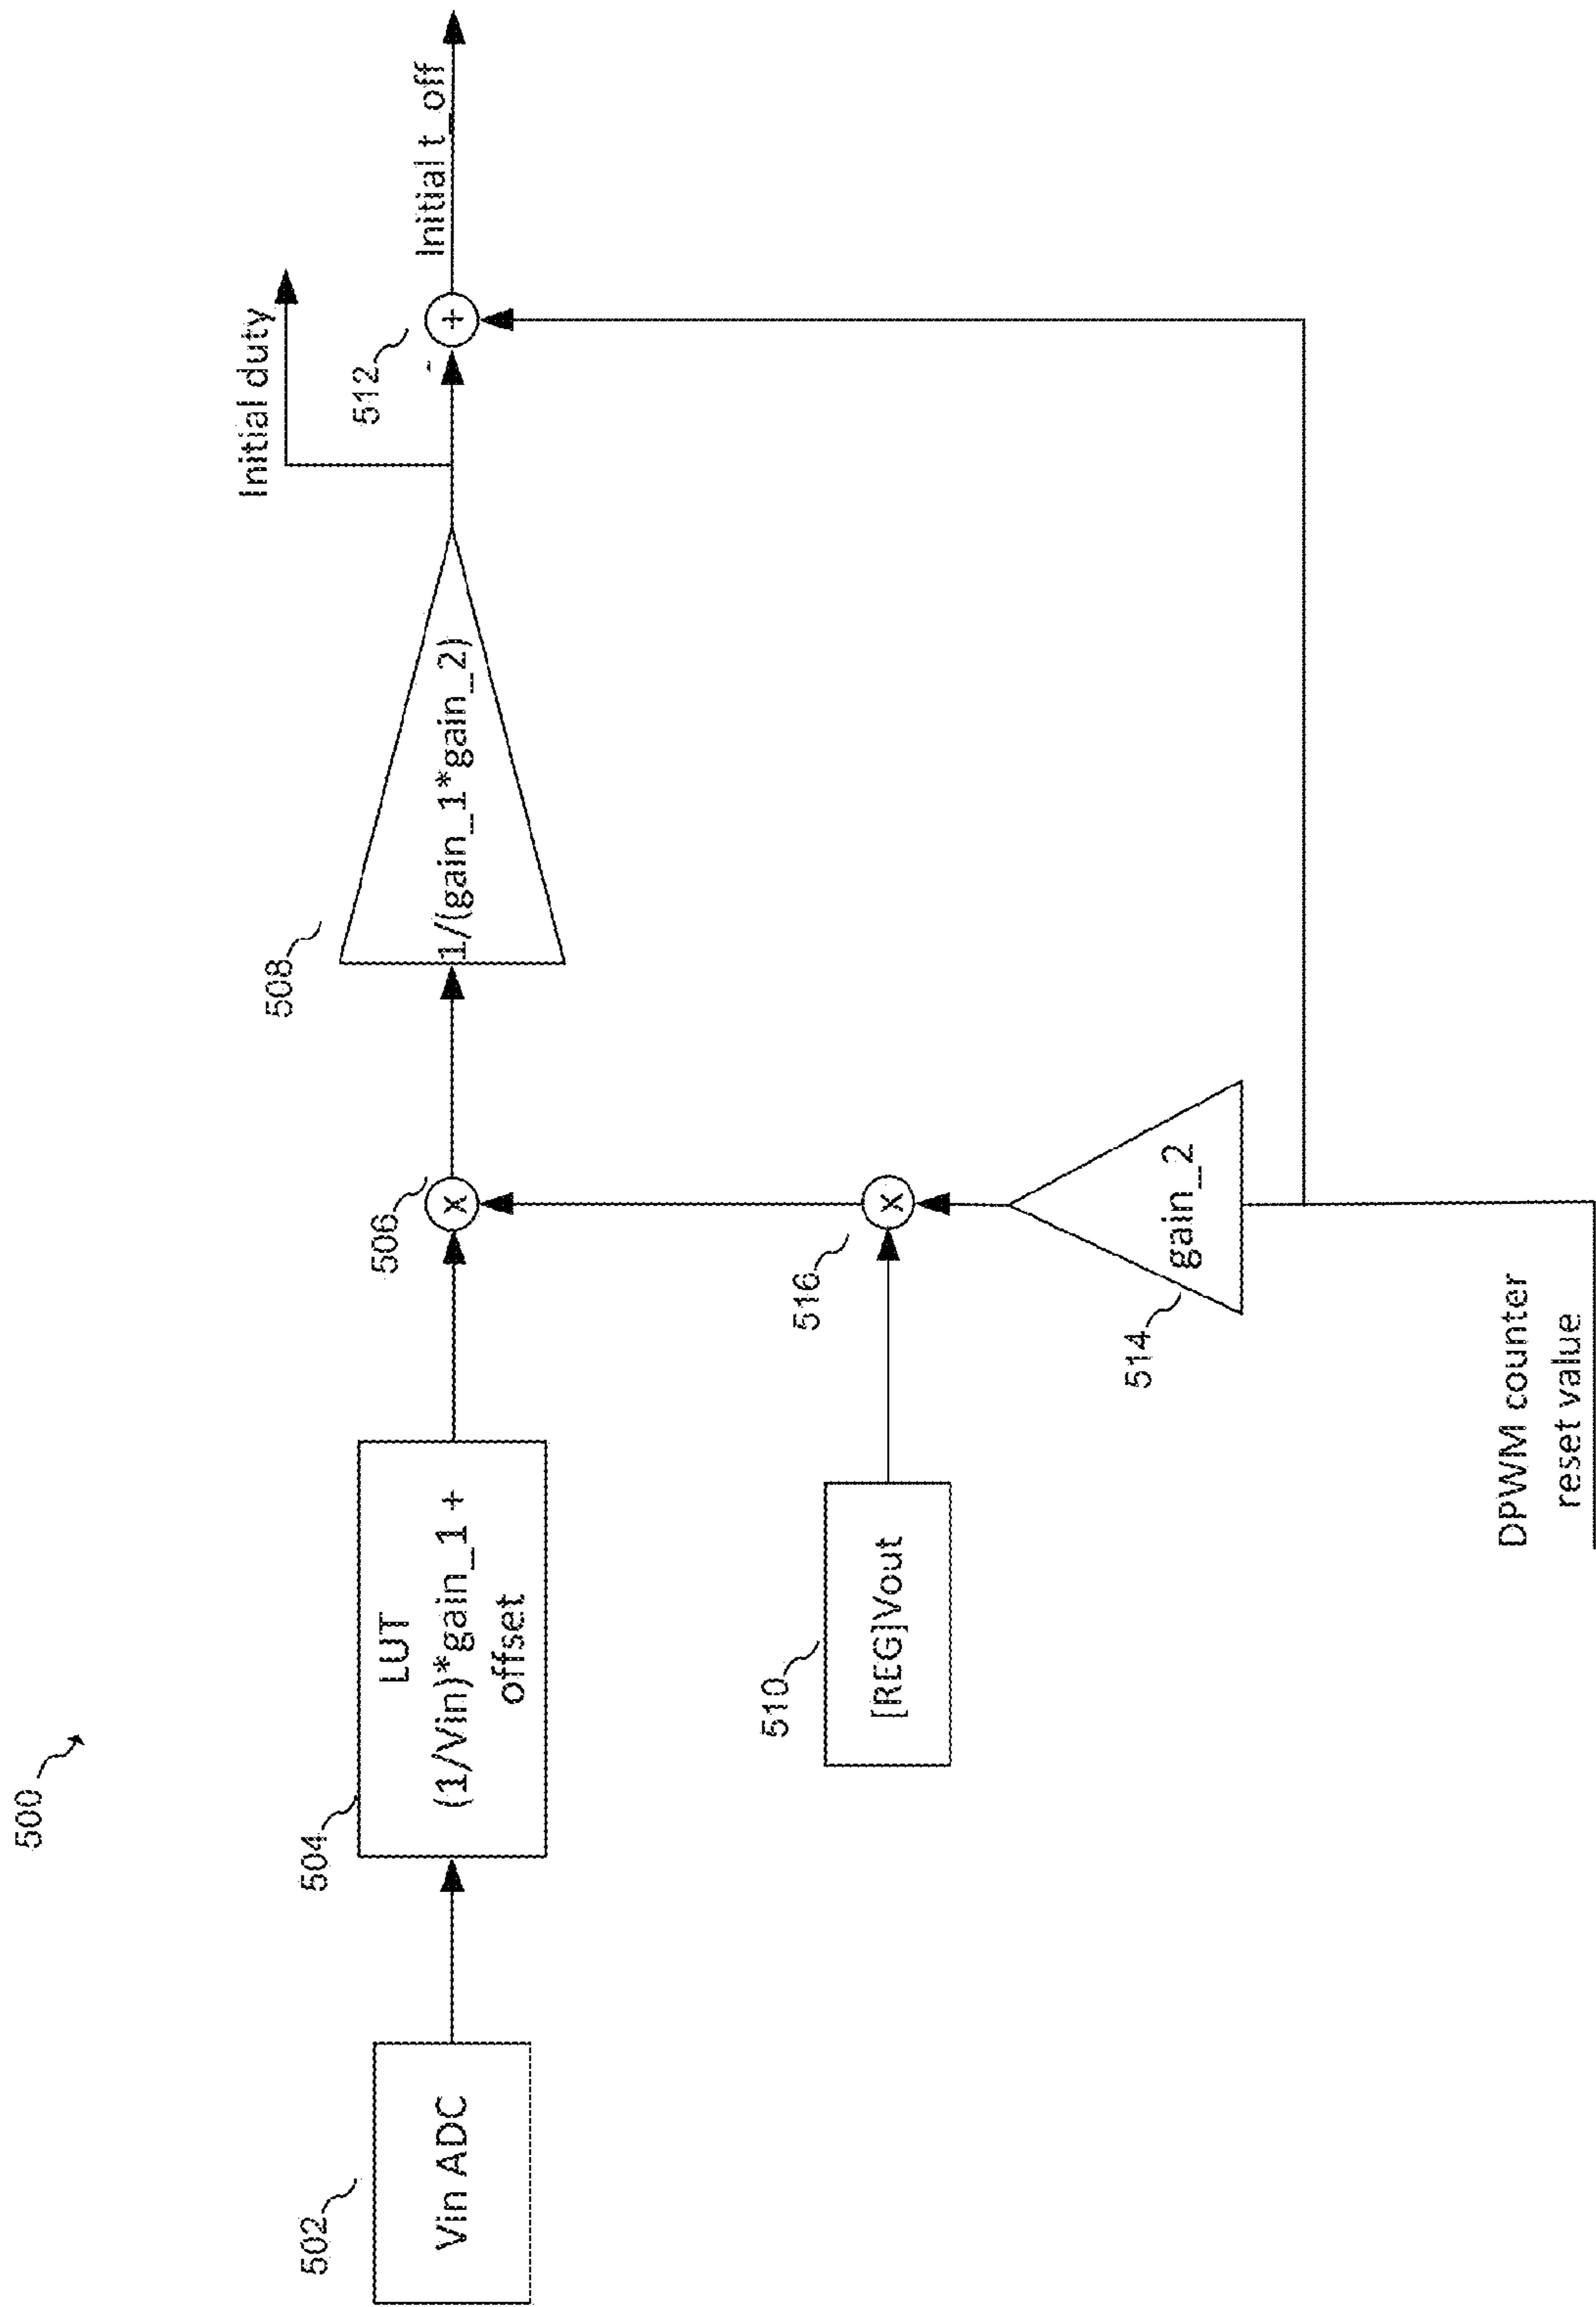 500
502
Vin ADC
504
LUT
(1/Vin)*gain_1 +
offset
506
x
508
1/(gain_1*gain_2)
Initial duty
512
-
+
Initial t_off
510
[REG]Vout
516
x
514
gain_2
DPWM counter
reset value